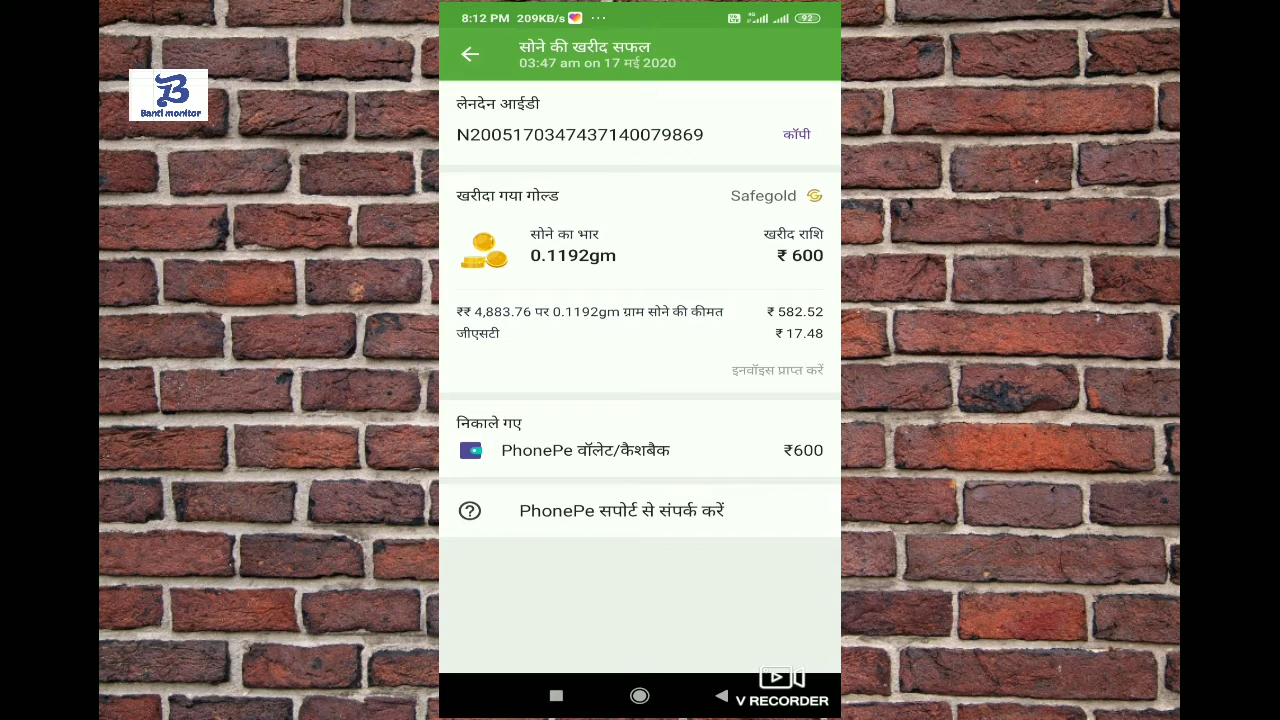 8:12 PM 209KB/s ... 4G 92
सोने की खरीद सफल
03:47 am on 17 मई 2020
Banti monitor
लेनदेन आईडी
N2005170347437140079869 कॉपी
खरीदा गया गोल्ड Safegold
सोने का भार खरीद राशि
0.1192gm ₹ 600
₹₹ 4,883.76 पर 0.1192gm ग्राम सोने की कीमत ₹ 582.52
जीएसटी ₹ 17.48
इनवॉइस प्राप्त करें
निकाले गए
PhonePe वॉलेट/कैशबैक ₹600
PhonePe सपोर्ट से संपर्क करें
V RECORDER